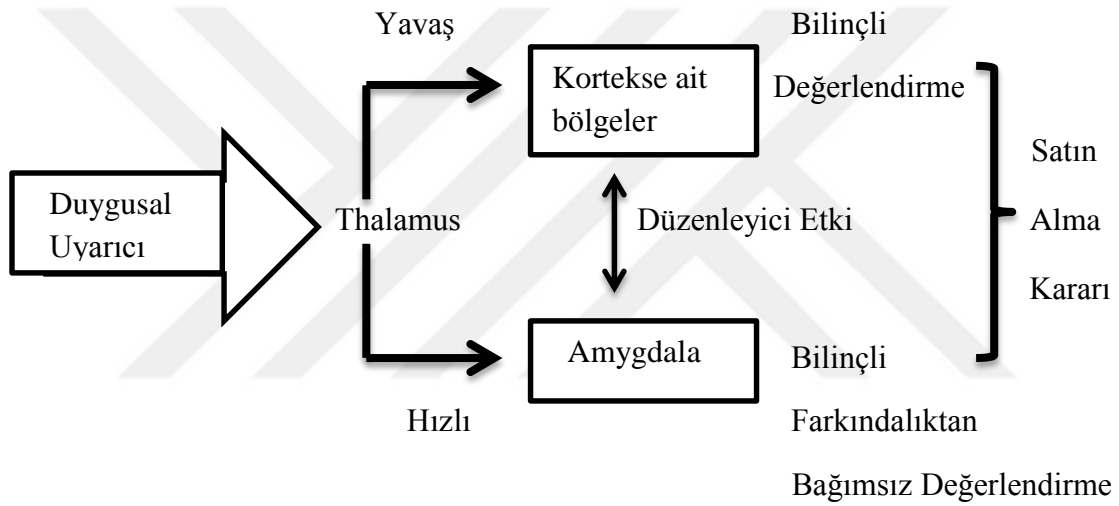 Yavaş
Bilinçli
Kortekse ait
bölgeler
Değerlendirme
Duygusal
Uyarıcı
Thalamus
Düzenleyici Etki
Satın
Alma
Kararı
Amygdala
Bilinçli
Hızlı
Farkındalıktan
Bağımsız Değerlendirme